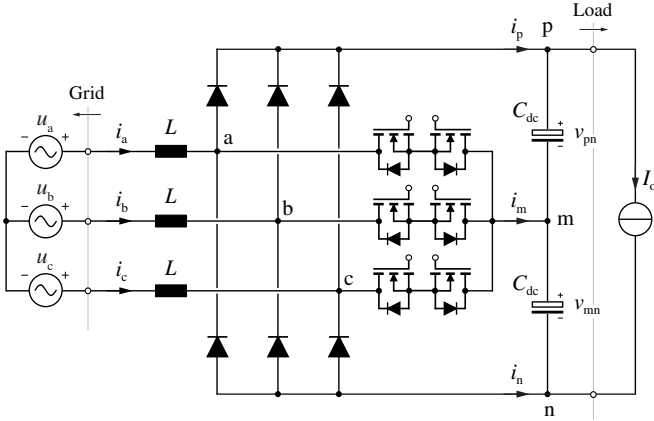 Load
i_p p
Grid
u_a
− +
i_a L a
C_dc + v_pn
−
I_o
u_b
− +
i_b L b
i_m m
u_c
− +
i_c L c
C_dc + v_mn
−
i_n
n